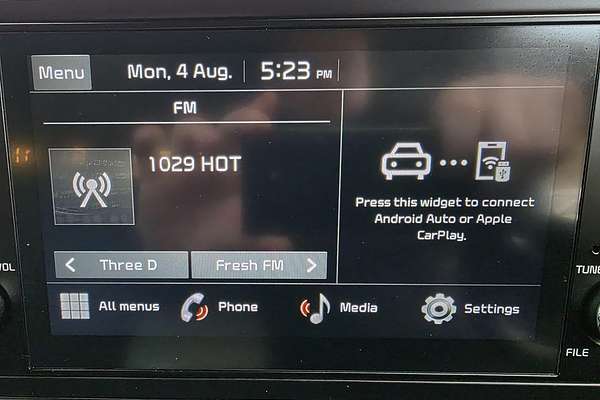 Menu
Mon, 4 Aug.
5:23 PM
FM
1029 HOT
Three D
Fresh FM
Press this widget to connect
Android Auto or Apple
CarPlay.
All menus
Phone
Media
Settings
VOL
TUNE
FILE